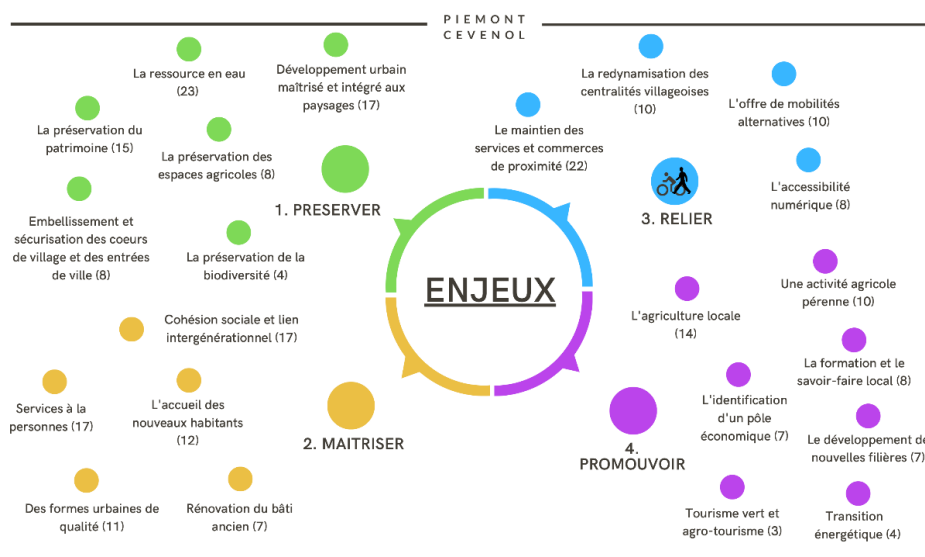 PIEMONT
CEVENOL
La ressource en eau
(23)
Développement urbain
maîtrisé et intégré aux
paysages (17)
La préservation du
patrimoine (15)
La préservation des
espaces agricoles (8)
Embellissement et
sécurisation des coeurs
de village et des entrées
de ville (8)
La préservation de la
biodiversité (4)
1. PRESERVER
La redynamisation des
centralités villageoises
(10)
L'offre de mobilités
alternatives (10)
Le maintien des
services et commerces
de proximité (22)
L'accessibilité
numérique (8)
3. RELIER
ENJEUX
Cohésion sociale et lien
intergénérationnel (17)
Services à la
personnes (17)
L'accueil des
nouveaux habitants
(12)
2. MAITRISER
Des formes urbaines de
qualité (11)
Rénovation du bâti
ancien (7)
Une activité agricole
pérenne (10)
L'agriculture locale
(14)
La formation et le
savoir-faire local (8)
L'identification
d'un pôle
économique (7)
Le développement de
nouvelles filières (7)
4.
PROMOUVOIR
Tourisme vert et
agro-tourisme (3)
Transition
énergétique (4)